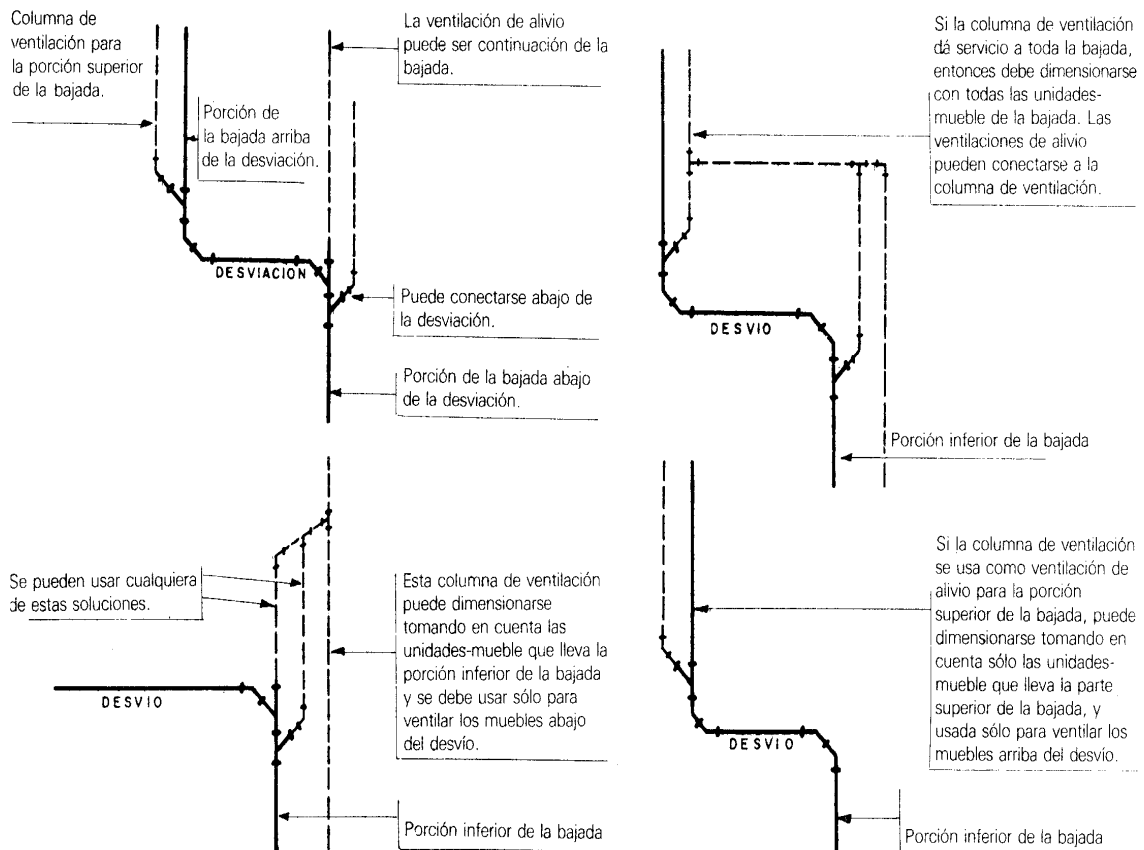 Columna de
ventilación para
la porción superior
de la bajada.
Porción de
la bajada arriba
de la desviación.
La ventilación de alivio
puede ser continuación de la
bajada.
DESVIACION
Puede conectarse abajo de
la desviación.
Porción de la bajada abajo
de la desviación.
Si la columna de ventilación
dá servicio a toda la bajada,
entonces debe dimensionarse
con todas las unidades-
mueble de la bajada. Las
ventilaciones de alivio
pueden conectarse a la
columna de ventilación.
DESVIO
Porción inferior de la bajada
Se pueden usar cualquiera
de estas soluciones.
DESVIO
Esta columna de ventilación
puede dimensionarse
tomando en cuenta las
unidades-mueble que lleva la
porción inferior de la bajada
y se debe usar sólo para
ventilar los muebles abajo
del desvío.
Porción inferior de la bajada
Si la columna de ventilación
se usa como ventilación de
alivio para la porción
superior de la bajada, puede
dimensionarse tomando en
cuenta sólo las unidades-
mueble que lleva la parte
superior de la bajada, y
usada sólo para ventilar los
muebles arriba del desvío.
DESVIO
Porción inferior de la bajada